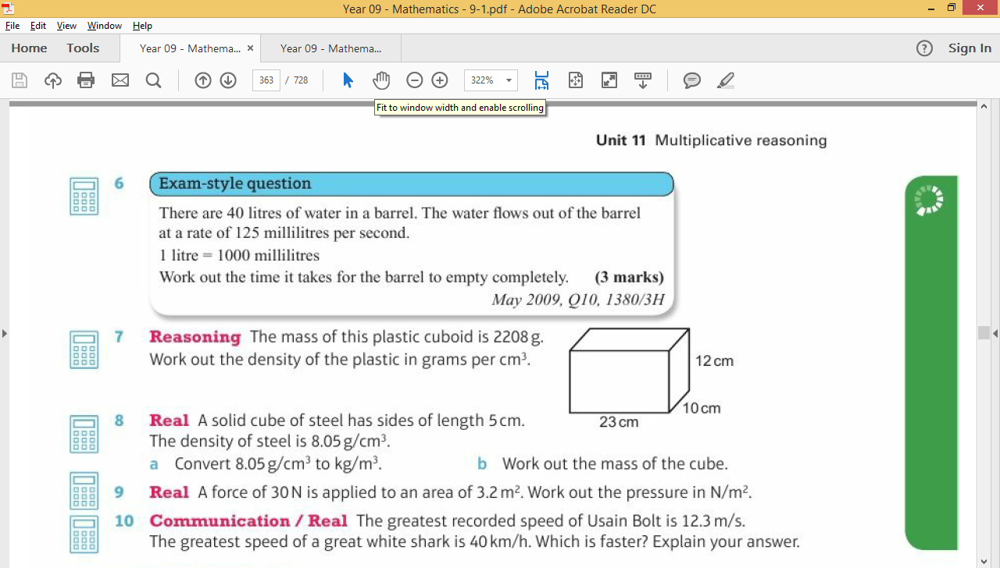 Year 09 - Mathematics - 9-1.pdf - Adobe Acrobat Reader DC
File Edit View Window Help
Home Tools Year 09 - Mathema... × Year 09 - Mathema... ? Sign In
363 / 728 322%
Fit to window width and enable scrolling
Unit 11 Multiplicative reasoning
6 Exam-style question
There are 40 litres of water in a barrel. The water flows out of the barrel
at a rate of 125 millilitres per second.
1 litre = 1000 millilitres
Work out the time it takes for the barrel to empty completely. (3 marks)
May 2009, Q10, 1380/3H
7 Reasoning The mass of this plastic cuboid is 2208 g.
Work out the density of the plastic in grams per cm³.
12 cm
10 cm
23 cm
8 Real A solid cube of steel has sides of length 5 cm.
The density of steel is 8.05 g/cm³.
a Convert 8.05 g/cm³ to kg/m³. b Work out the mass of the cube.
9 Real A force of 30 N is applied to an area of 3.2 m². Work out the pressure in N/m².
10 Communication / Real The greatest recorded speed of Usain Bolt is 12.3 m/s.
The greatest speed of a great white shark is 40 km/h. Which is faster? Explain your answer.